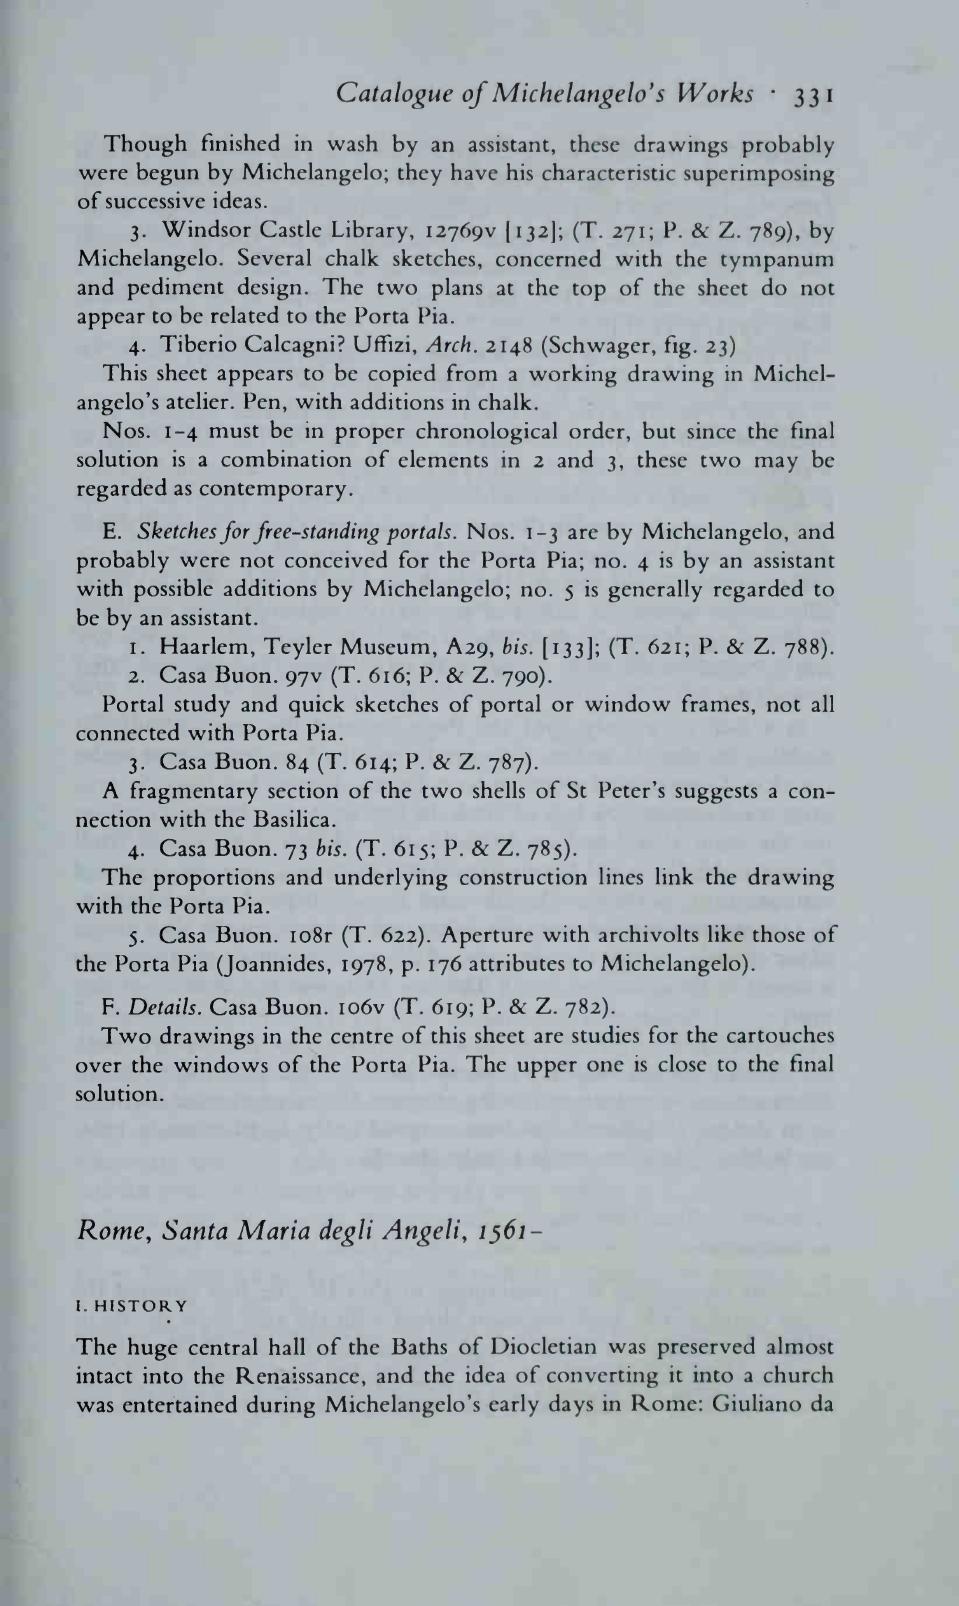 Catalogue of Michelangelo's Works · 331
Though finished in wash by an assistant, these drawings probably
were begun by Michelangelo; they have his characteristic superimposing
of successive ideas.
3. Windsor Castle Library, 12769v [132]; (T. 271; P. & Z. 789), by
Michelangelo. Several chalk sketches, concerned with the tympanum
and pediment design. The two plans at the top of the sheet do not
appear to be related to the Porta Pia.
4. Tiberio Calcagni? Uffizi, Arch. 2148 (Schwager, fig. 23)
This sheet appears to be copied from a working drawing in Michel-
angelo's atelier. Pen, with additions in chalk.
Nos. 1-4 must be in proper chronological order, but since the final
solution is a combination of elements in 2 and 3, these two may be
regarded as contemporary.
E. Sketches for free-standing portals. Nos. 1-3 are by Michelangelo, and
probably were not conceived for the Porta Pia; no. 4 is by an assistant
with possible additions by Michelangelo; no. 5 is generally regarded to
be by an assistant.
1. Haarlem, Teyler Museum, A29, bis. [133]; (T. 621; P. & Z. 788).
2. Casa Buon. 97v (T. 616; P. & Z. 790).
Portal study and quick sketches of portal or window frames, not all
connected with Porta Pia.
3. Casa Buon. 84 (T. 614; P. & Z. 787).
A fragmentary section of the two shells of St Peter's suggests a con-
nection with the Basilica.
4. Casa Buon. 73 bis. (T. 615; P. & Z. 785).
The proportions and underlying construction lines link the drawing
with the Porta Pia.
5. Casa Buon. 108r (T. 622). Aperture with archivolts like those of
the Porta Pia (Joannides, 1978, p. 176 attributes to Michelangelo).
F. Details. Casa Buon. 106v (T. 619; P. & Z. 782).
Two drawings in the centre of this sheet are studies for the cartouches
over the windows of the Porta Pia. The upper one is close to the final
solution.
Rome, Santa Maria degli Angeli, 1561-
I. HISTORY
The huge central hall of the Baths of Diocletian was preserved almost
intact into the Renaissance, and the idea of converting it into a church
was entertained during Michelangelo's early days in Rome: Giuliano da